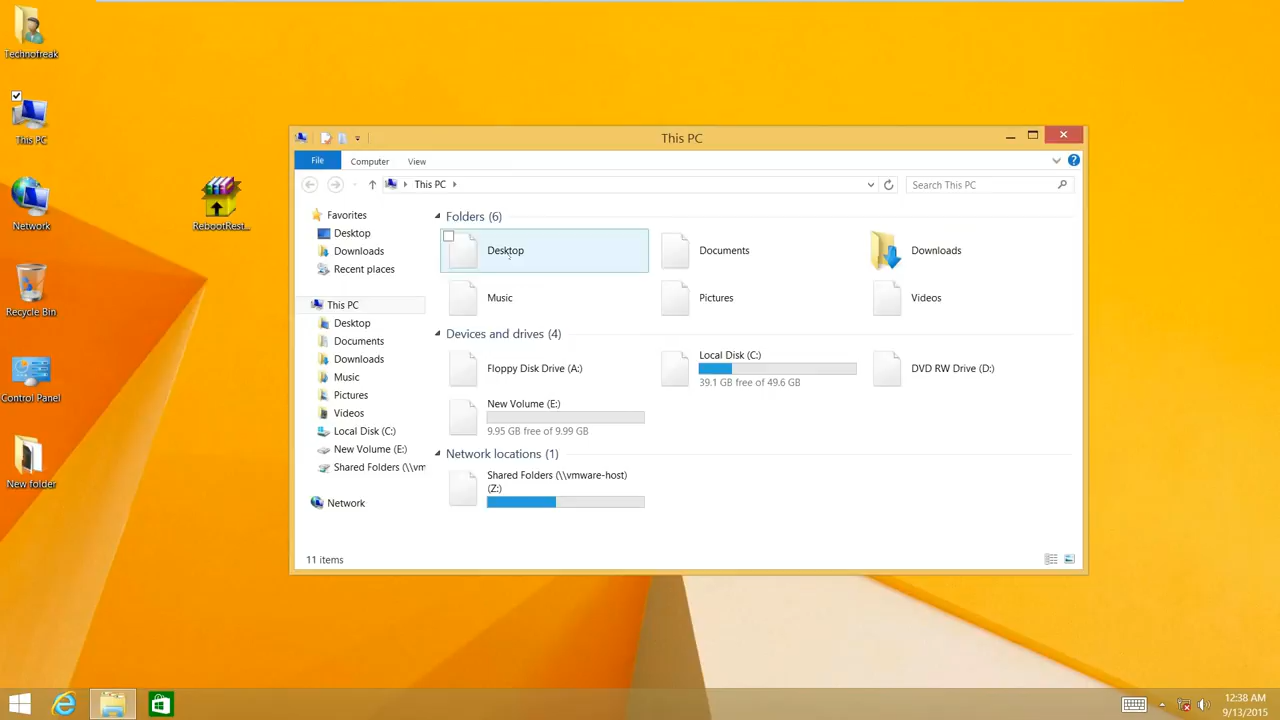 Technofreak
This PC
Network
Recycle Bin
Control Panel
New folder
RebootRest...
This PC
File
Computer
View
This PC
Search This PC
Favorites
Desktop
Downloads
Recent places
This PC
Desktop
Documents
Downloads
Music
Pictures
Videos
Local Disk (C:)
New Volume (E:)
Shared Folders (\\vm
Network
Folders (6)
Desktop
Documents
Downloads
Music
Pictures
Videos
Devices and drives (4)
Floppy Disk Drive (A:)
Local Disk (C:)
39.1 GB free of 49.6 GB
DVD RW Drive (D:)
New Volume (E:)
9.95 GB free of 9.99 GB
Network locations (1)
Shared Folders (\\vmware-host)
(Z:)
11 items
12:38 AM
9/13/2015